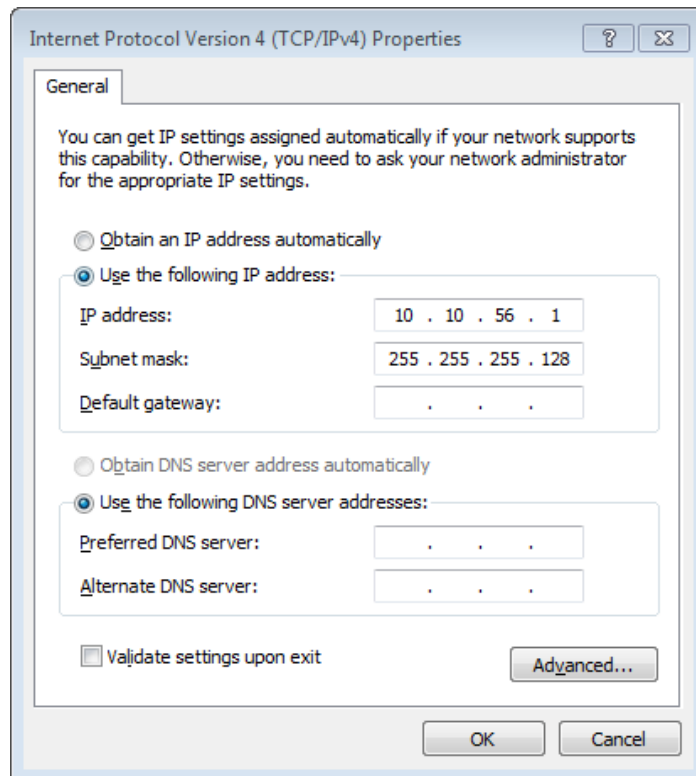 Internet Protocol Version 4 (TCP/IPv4) Properties
General
You can get IP settings assigned automatically if your network supports
this capability. Otherwise, you need to ask your network administrator
for the appropriate IP settings.
Obtain an IP address automatically
Use the following IP address:
IP address: 10 . 10 . 56 . 1
Subnet mask: 255 . 255 . 255 . 128
Default gateway: . . .
Obtain DNS server address automatically
Use the following DNS server addresses:
Preferred DNS server: . . .
Alternate DNS server: . . .
Validate settings upon exit
Advanced...
OK Cancel